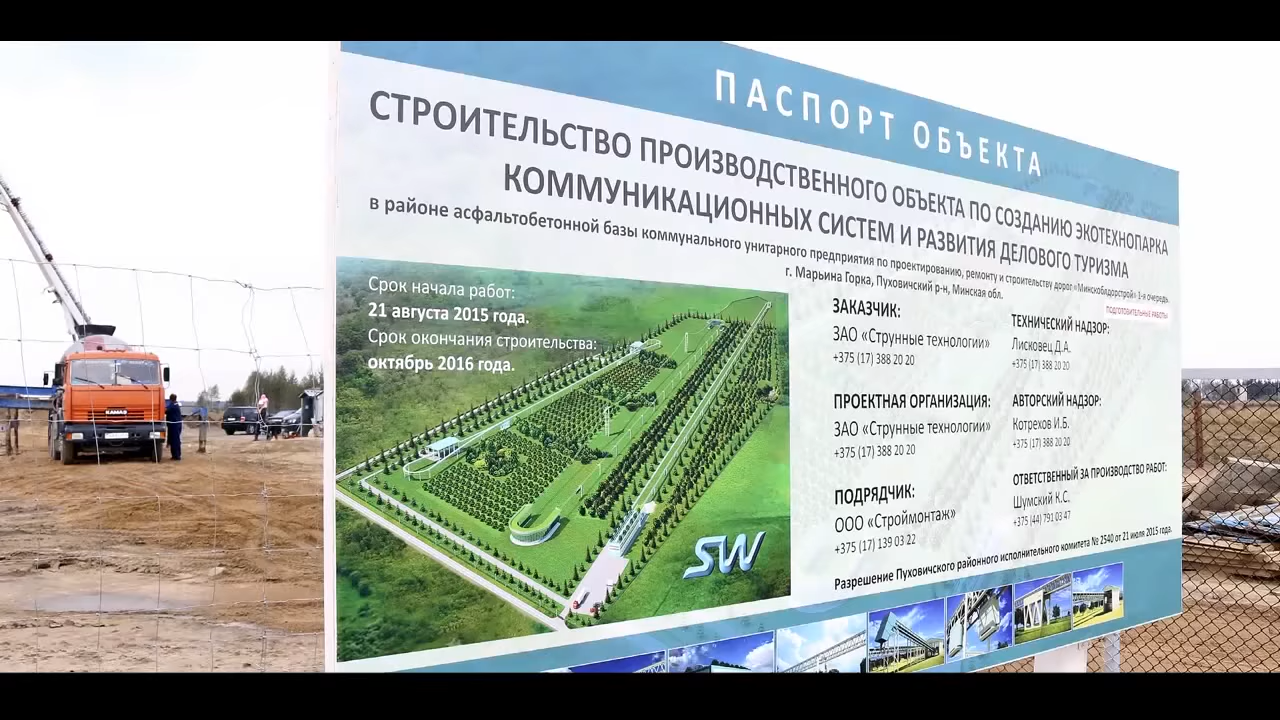 ПАСПОРТ ОБЪЕКТА
СТРОИТЕЛЬСТВО ПРОИЗВОДСТВЕННОГО ОБЪЕКТА ПО СОЗДАНИЮ ЭКОТЕХНОПАРКА
КОММУНИКАЦИОННЫХ СИСТЕМ И РАЗВИТИЯ ДЕЛОВОГО ТУРИЗМА
в районе асфальтобетонной базы коммунального унитарного предприятия по проектированию, ремонту и строительству дорог «Минскоблдорстрой» 1-я очередь.
г. Марьина Горка, Пуховичский р-н, Минская обл.
ПОДГОТОВИТЕЛЬНЫЕ РАБОТЫ
Срок начала работ:
21 августа 2015 года.
Срок окончания строительства:
октябрь 2016 года.
SW
ЗАКАЗЧИК:
ЗАО «Струнные технологии»
+375 (17) 388 20 20
ПРОЕКТНАЯ ОРГАНИЗАЦИЯ:
ЗАО «Струнные технологии»
+375 (17) 388 20 20
ПОДРЯДЧИК:
ООО «Строймонтаж»
+375 (17) 139 03 22
ТЕХНИЧЕСКИЙ НАДЗОР:
Лисковец Д.А.
+375 (17) 388 20 20
АВТОРСКИЙ НАДЗОР:
Котрехов И.Б.
+375 (17) 388 20 20
ОТВЕТСТВЕННЫЙ ЗА ПРОИЗВОДСТВО РАБОТ:
Шумский К.С.
+375 (44) 791 03 47
Разрешение Пуховичского районного исполнительного комитета № 2540 от 21 июля 2015 года.
КАМАЗ